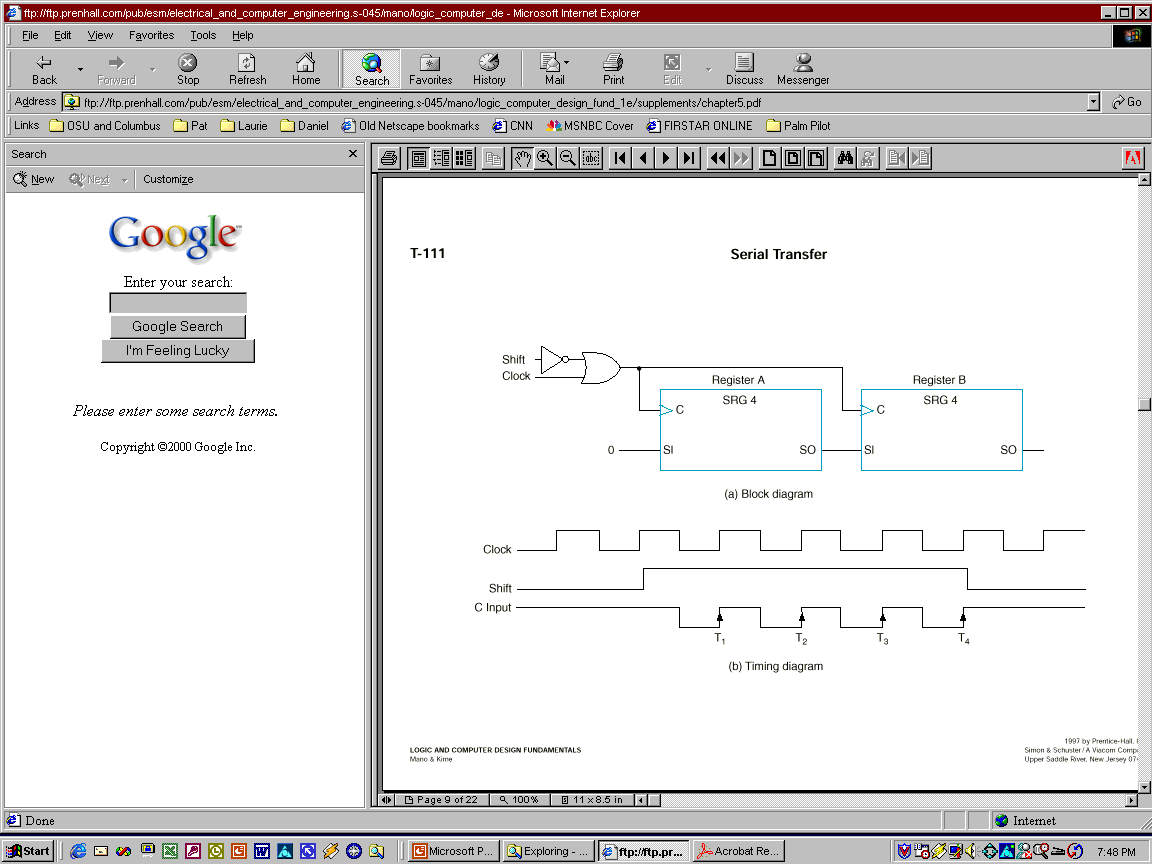 ftp://ftp.prenhall.com/pub/esm/electrical_and_computer_engineering.s-045/mano/logic_computer_de - Microsoft Internet Explorer
File Edit View Favorites Tools Help
Back Forward Stop Refresh Home Search Favorites History Mail Print Edit Discuss Messenger
Address ftp://ftp.prenhall.com/pub/esm/electrical_and_computer_engineering.s-045/mano/logic_computer_design_fund_1e/supplements/chapter5.pdf Go
Links OSU and Columbus Pat Laurie Daniel Old Netscape bookmarks CNN MSNBC Cover FIRSTAR ONLINE Palm Pilot
Search
New Next Customize
Google
Enter your search:
Google Search
I'm Feeling Lucky
Please enter some search terms.
Copyright ©2000 Google Inc.
T-111 Serial Transfer
Shift
Clock
Register A Register B
SRG 4 SRG 4
C C
0 SI SO SI SO
(a) Block diagram
Clock
Shift
C Input
T1 T2 T3 T4
(b) Timing diagram
LOGIC AND COMPUTER DESIGN FUNDAMENTALS
Mano & Kime
1997 by Prentice-Hall,
Simon & Schuster / A Viacom Comp
Upper Saddle River, New Jersey 07
Page 9 of 22 100% 11 x 8.5 in
Done Internet
Start Microsoft P... Exploring - ... ftp://ftp.pr... Acrobat Re... 7:48 PM